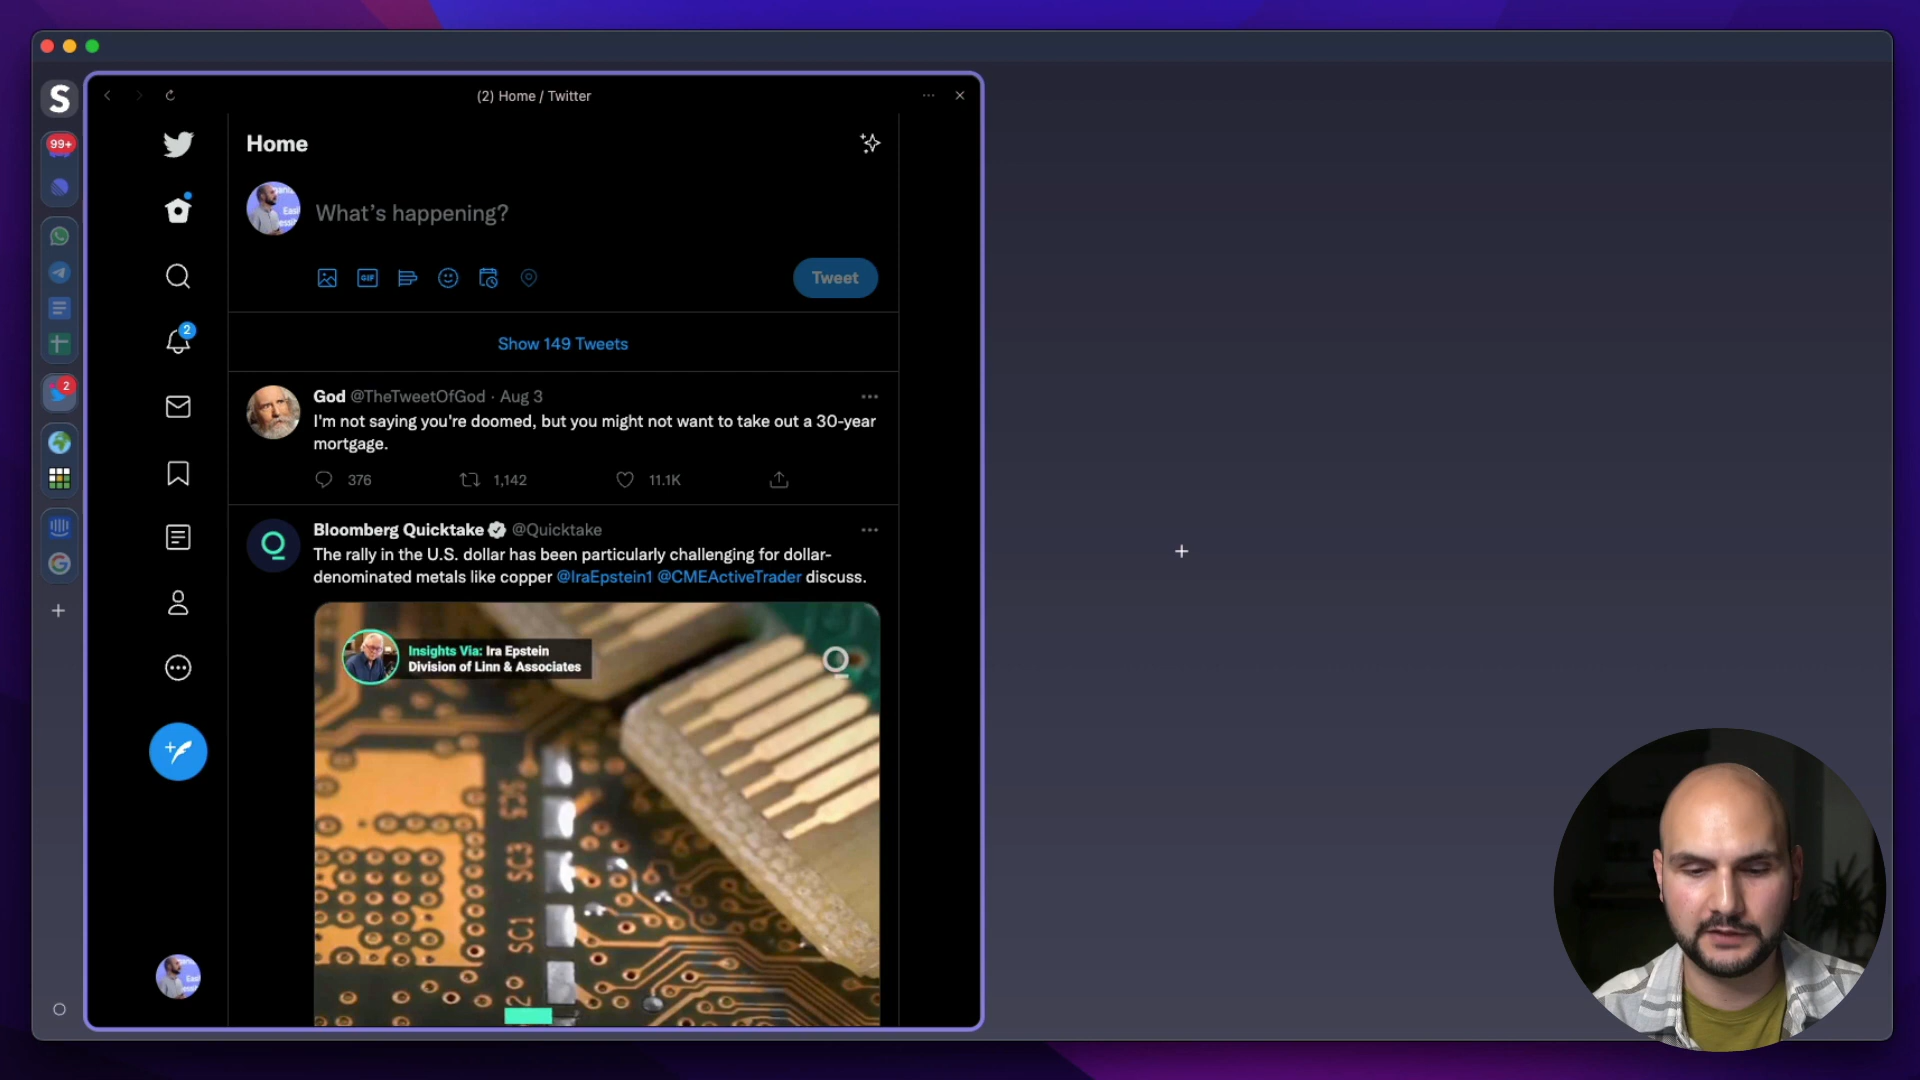 S
(2) Home / Twitter
99+
2
Home
What's happening?
GIF
Tweet
Show 149 Tweets
2
God @TheTweetOfGod · Aug 3
I'm not saying you're doomed, but you might not want to take out a 30-year
mortgage.
376
1,142
11.1K
Bloomberg Quicktake @Quicktake
The rally in the U.S. dollar has been particularly challenging for dollar-
denominated metals like copper @IraEpstein1 @CMEActiveTrader discuss.
Insights Via: Ira Epstein
Division of Linn & Associates
SC3
SC1